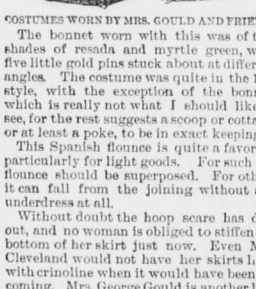 COSTUMES WORN BY MRS. GOULD AND FRIE
The bonnet worn with this was of t
shades of resada and myrtle green, w
five little gold pins stuck about at differ
angles. The costume was quite in the
style, with the exception of the bonn
which is really not what I should like
see, for the rest suggests a scoop or cotta
or at least a poke, to be in exact keeping
This Spanish flounce is quite a favor
particularly for light goods. For such
flounce should be superposed. For oth
it can fall from the joining without
underdress at all.
Without doubt the hoop scare has d
out, and no woman is obliged to stiffen
bottom of her skirt just now. Even M
Cleveland would not have her skirts l
with crinoline when it would have been
coming. Mrs. George Gould is another l